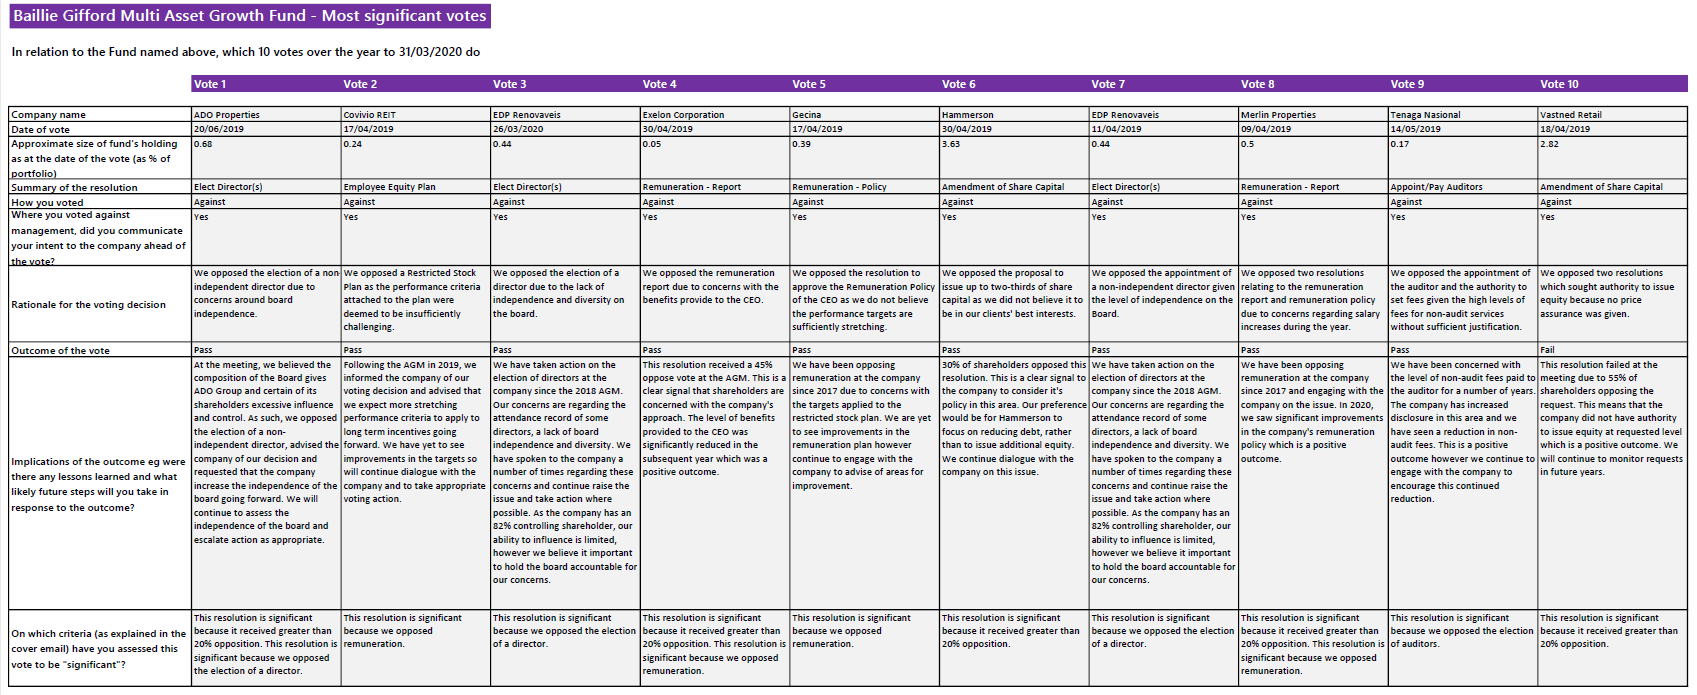 Baillie Gifford Multi Asset Growth Fund - Most significant votes
In relation to the Fund named above, which 10 votes over the year to 31/03/2020 do
Vote 1 Vote 2 Vote 3 Vote 4 Vote 5 Vote 6 Vote 7 Vote 8 Vote 9 Vote 10
Company name
ADO Properties
Covivio REIT
EDP Renovaveis
Exelon Corporation
Gecina
Hammerson
EDP Renovaveis
Merlin Properties
Tenaga Nasional
Vastned Retail
Date of vote
20/06/2019
17/04/2019
26/03/2020
30/04/2019
17/04/2019
30/04/2019
11/04/2019
09/04/2019
14/05/2019
18/04/2019
Approximate size of fund's holding
as at the date of the vote (as % of
portfolio)
0.68
0.24
0.44
0.05
0.39
3.63
0.44
0.5
0.17
2.82
Summary of the resolution
Elect Director(s)
Employee Equity Plan
Elect Director(s)
Remuneration - Report
Remuneration - Policy
Amendment of Share Capital
Elect Director(s)
Remuneration - Report
Appoint/Pay Auditors
Amendment of Share Capital
How you voted
Against
Against
Against
Against
Against
Against
Against
Against
Against
Against
Where you voted against
management, did you communicate
your intent to the company ahead of
the vote?
Yes
Yes
Yes
Yes
Yes
Yes
Yes
Yes
Yes
Yes
Rationale for the voting decision
We opposed the election of a non-
independent director due to
concerns around board
independence.
We opposed a Restricted Stock
Plan as the performance criteria
attached to the plan were
deemed to be insufficiently
challenging.
We opposed the election of a
director due to the lack of
independence and diversity on
the board.
We opposed the remuneration
report due to concerns with the
benefits provide to the CEO.
We opposed the resolution to
approve the Remuneration Policy
of the CEO as we do not believe
the performance targets are
sufficiently stretching.
We opposed the proposal to
issue up to two-thirds of share
capital as we did not believe it to
be in our clients' best interests.
We opposed the appointment of
a non-independent director given
the level of independence on the
Board.
We opposed two resolutions
relating to the remuneration
report and remuneration policy
due to concerns regarding salary
increases during the year.
We opposed the appointment of
the auditor and the authority to
set fees given the high levels of
fees for non-audit services
without sufficient justification.
We opposed two resolutions
which sought authority to issue
equity because no price
assurance was given.
Outcome of the vote
Pass
Pass
Pass
Pass
Pass
Pass
Pass
Pass
Pass
Fail
Implications of the outcome eg were
there any lessons learned and what
likely future steps will you take in
response to the outcome?
At the meeting, we believed the
composition of the Board gives
ADO Group and certain of its
shareholders excessive influence
and control. As such, we opposed
the election of a non-
independent director, advised the
company of our decision and
requested that the company
increase the independence of the
board going forward. We will
continue to assess the
independence of the board and
escalate action as appropriate.
Following the AGM in 2019, we
informed the company of our
voting decision and advised that
we expect more stretching
performance criteria to apply to
long term incentives going
forward. We have yet to see
improvements in the targets so
will continue dialogue with the
company and to take appropriate
voting action.
We have taken action on the
election of directors at the
company since the 2018 AGM.
Our concerns are regarding the
attendance record of some
directors, a lack of board
independence and diversity. We
have spoken to the company a
number of times regarding these
concerns and continue raise the
issue and take action where
possible. As the company has an
82% controlling shareholder, our
ability to influence is limited,
however we believe it important
to hold the board accountable for
our concerns.
This resolution received a 45%
oppose vote at the AGM. This is a
clear signal that shareholders are
concerned with the company's
approach. The level of benefits
provided to the CEO was
significantly reduced in the
subsequent year which was a
positive outcome.
We have been opposing
remuneration at the company
since 2017 due to concerns with
the targets applied to the
restricted stock plan. We are yet
to see improvements in the
remuneration plan however
continue to engage with the
company to advise of areas for
improvement.
30% of shareholders opposed this
resolution. This is a clear signal to
the company to consider it's
policy in this area. Our preference
would be for Hammerson to
focus on reducing debt, rather
than to issue additional equity.
We continue dialogue with the
company on this issue.
We have taken action on the
election of directors at the
company since the 2018 AGM.
Our concerns are regarding the
attendance record of some
directors, a lack of board
independence and diversity. We
have spoken to the company a
number of times regarding these
concerns and continue raise the
issue and take action where
possible. As the company has an
82% controlling shareholder, our
ability to influence is limited,
however we believe it important
to hold the board accountable for
our concerns.
We have been opposing
remuneration at the company
since 2017 and engaging with the
company on the issue. In 2020,
we saw significant improvements
in the company's remuneration
policy which is a positive
outcome.
We have been concerned with
the level of non-audit fees paid to
the auditor for a number of years.
The company has increased
disclosure in this area and we
have seen a reduction in non-
audit fees. This is a positive
outcome however we continue to
engage with the company to
encourage this continued
reduction.
This resolution failed at the
meeting due to 55% of
shareholders opposing the
request. This means that the
company did not have authority
to issue equity at requested level
which is a positive outcome. We
will continue to monitor requests
in future years.
On which criteria (as explained in the
cover email) have you assessed this
vote to be "significant"?
This resolution is significant
because it received greater than
20% opposition. This resolution is
significant because we opposed
the election of a director.
This resolution is significant
because we opposed
remuneration.
This resolution is significant
because we opposed the election
of a director.
This resolution is significant
because it received greater than
20% opposition. This resolution is
significant because we opposed
remuneration.
This resolution is significant
because we opposed
remuneration.
This resolution is significant
because it received greater than
20% opposition.
This resolution is significant
because we opposed the election
of a director.
This resolution is significant
because it received greater than
20% opposition. This resolution is
significant because we opposed
remuneration.
This resolution is significant
because we opposed the election
of auditors.
This resolution is significant
because it received greater than
20% opposition.